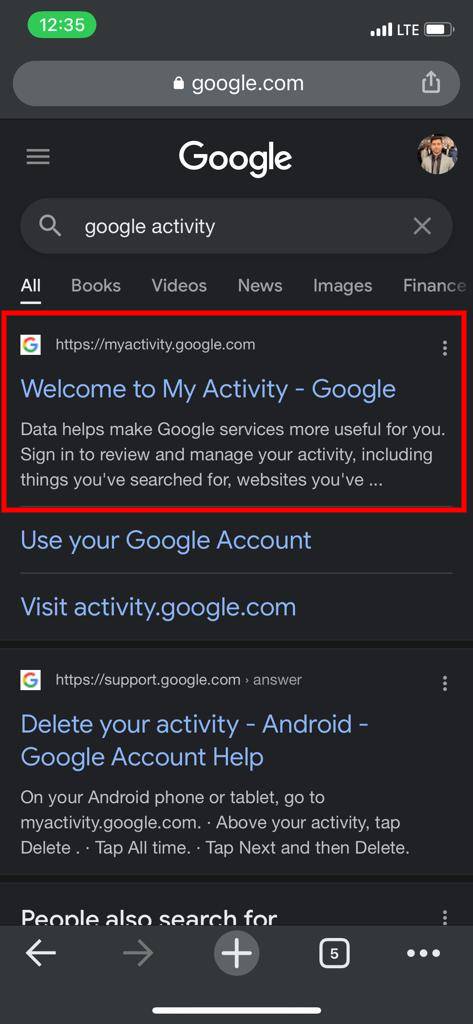 12:35
LTE
google.com
Google
google activity
All Books Videos News Images Finance
https://myactivity.google.com
Welcome to My Activity - Google
Data helps make Google services more useful for you.
Sign in to review and manage your activity, including
things you've searched for, websites you've ...
Use your Google Account
Visit activity.google.com
https://support.google.com › answer
Delete your activity - Android -
Google Account Help
On your Android phone or tablet, go to
myactivity.google.com. · Above your activity, tap
Delete . · Tap All time. · Tap Next and then Delete.
People also search for
5